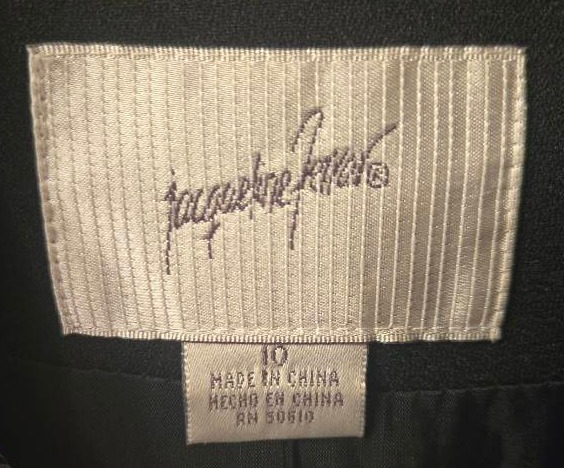 jacqueline Ferrar®
10
MADE IN CHINA
HECHO EN CHINA
RN 50610